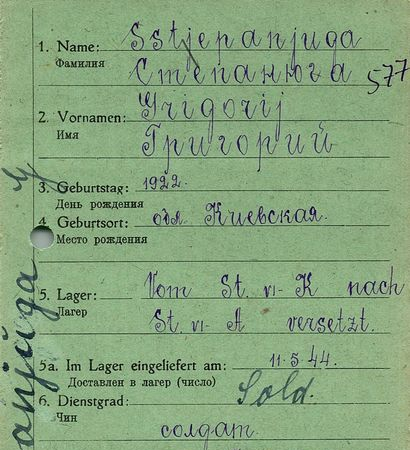 1. Name: Sstjepanjuga
Фамилия Степанюга 577
2. Vornamen: Grigorij
Имя Григорий
3. Geburtstag: 1922.
День рождения
4. Geburtsort: обл. Киевская.
Место рождения
5. Lager: Vom St. VI-K nach
Лагер St. VI-A versetzt.
5a. Im Lager eingeliefert am: 11.5.44.
Доставлен в лагер (число)
6. Dienstgrad: Sold.
Чин
солдат